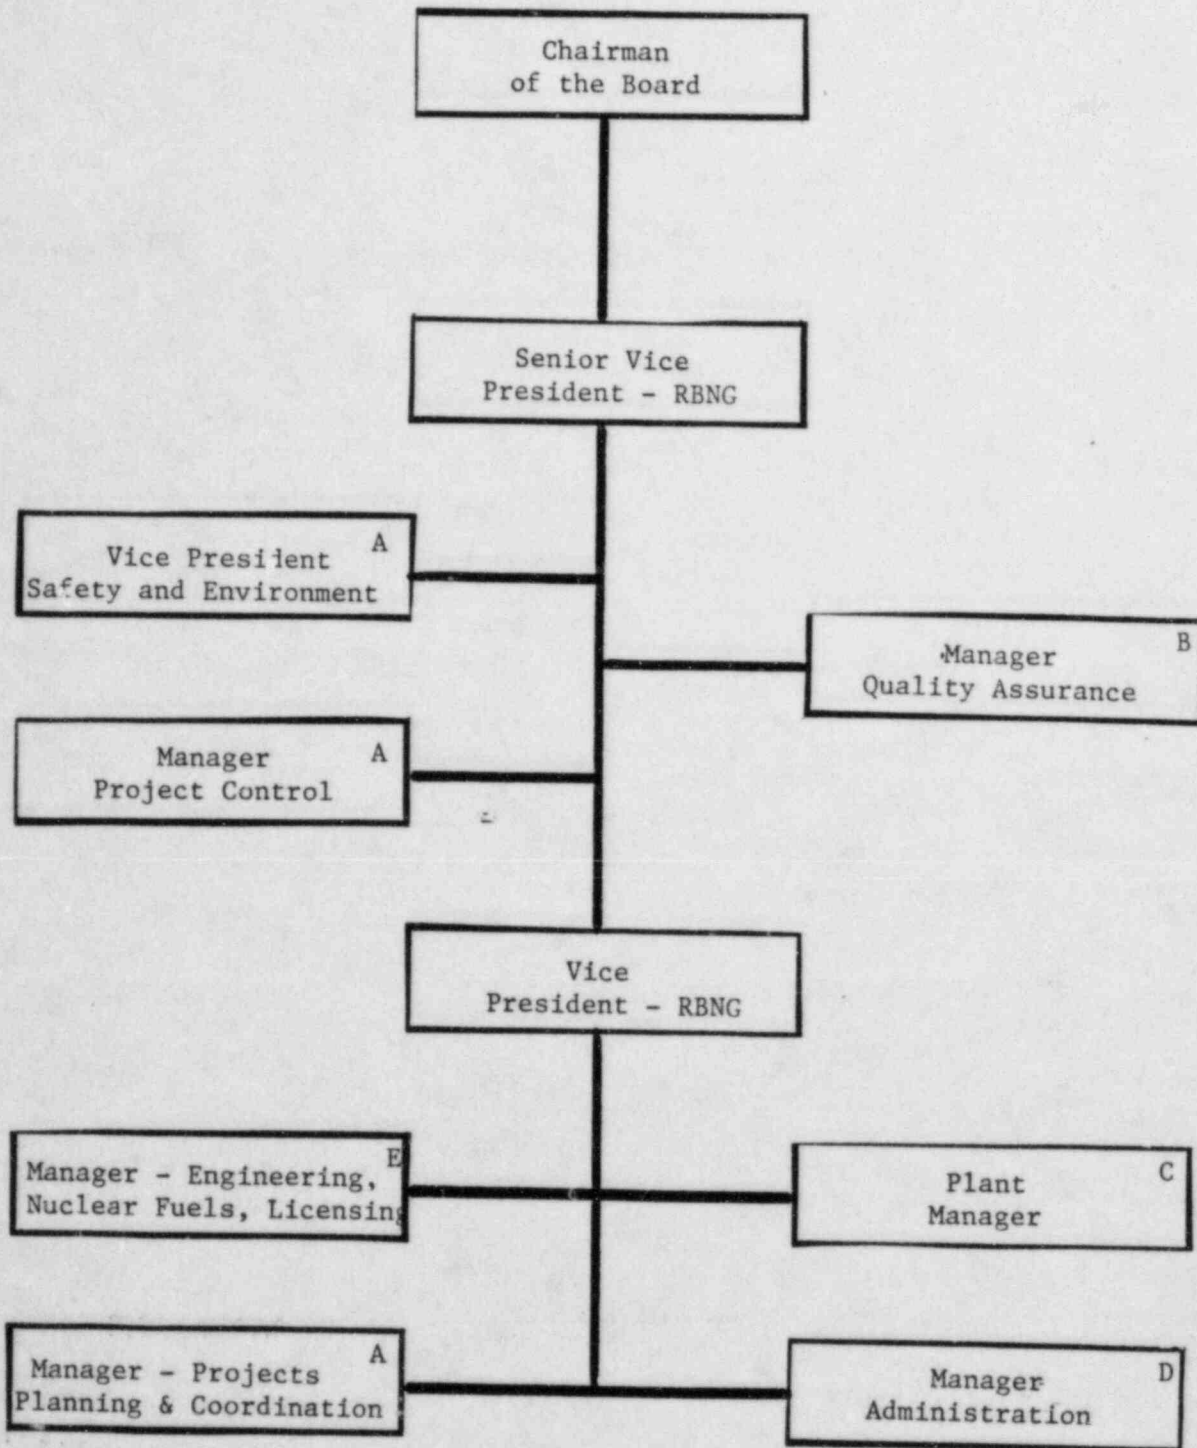 Chairman
of the Board
Senior Vice
President - RBNG
A
Vice President
Safety and Environment
B
Manager
Quality Assurance
A
Manager
Project Control
Vice
President - RBNG
E
Manager - Engineering,
Nuclear Fuels, Licensing
C
Plant
Manager
A
Manager - Projects
Planning & Coordination
D
Manager
Administration